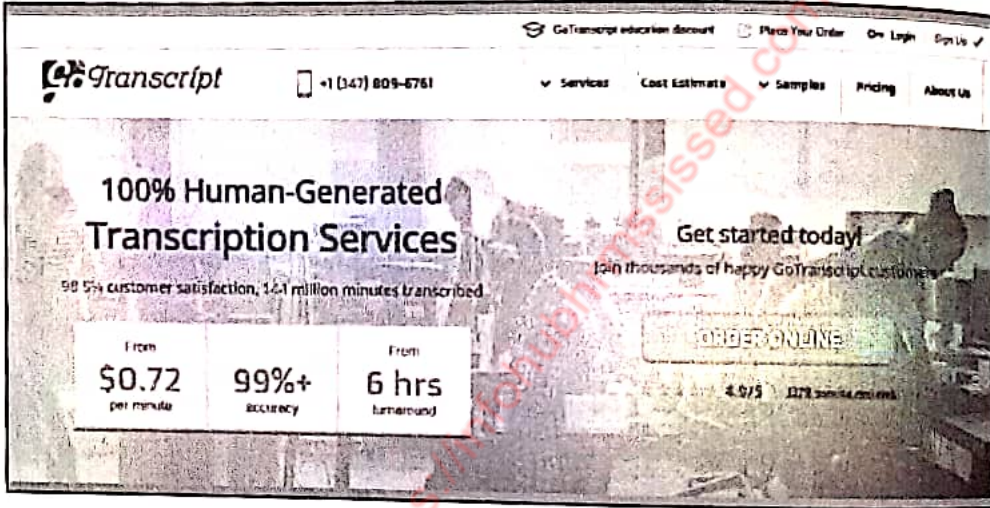 GoTranscript education discount Place Your Order Login Sign Up
GoTranscript +1 (347) 809-6761 Services Cost Estimate Samples Pricing About Us
100% Human-Generated
Transcription Services
98.5% customer satisfaction, 141 million minutes transcribed
Get started today!
Join thousands of happy GoTranscript customers
From
$0.72
per minute
99%+
accuracy
From
6 hrs
turnaround
ORDER ONLINE